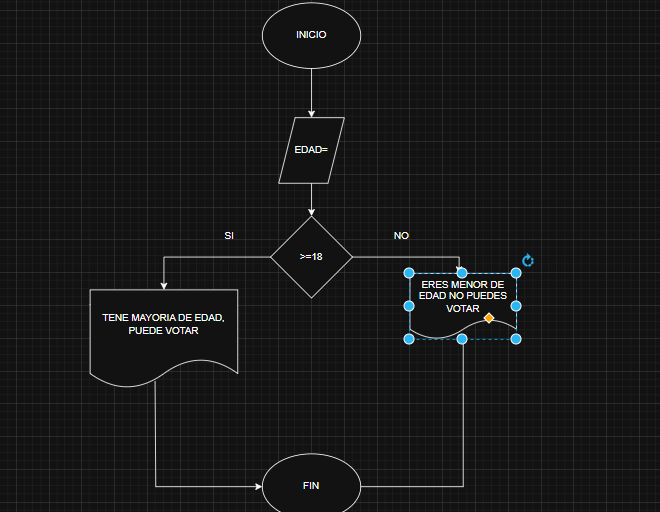 INICIO
EDAD=
SI
NO
>=18
ERES MENOR DE
EDAD NO PUEDES
VOTAR
TENE MAYORIA DE EDAD,
PUEDE VOTAR
FIN